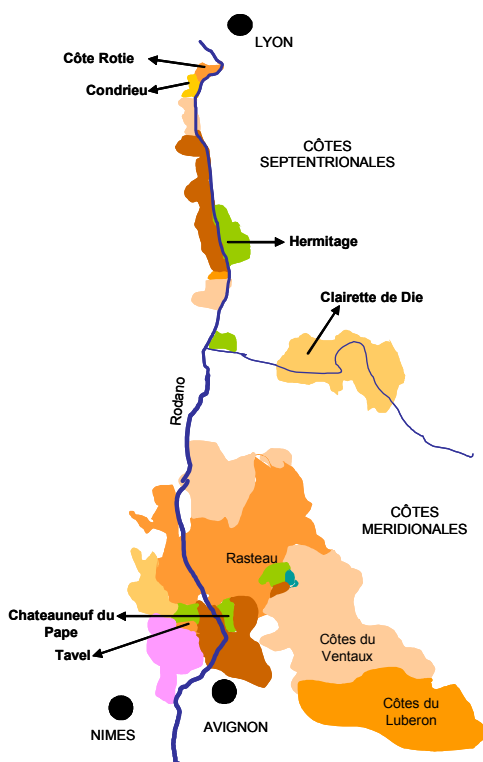 LYON
Côte Rotie
Condrieu
CÔTES
SEPTENTRIONALES
Hermitage
Clairette de Die
Rodano
CÔTES
MERIDIONALES
Rasteau
Chateauneuf du
Pape
Tavel
Côtes du
Ventaux
Côtes du
Luberon
AVIGNON
NIMES